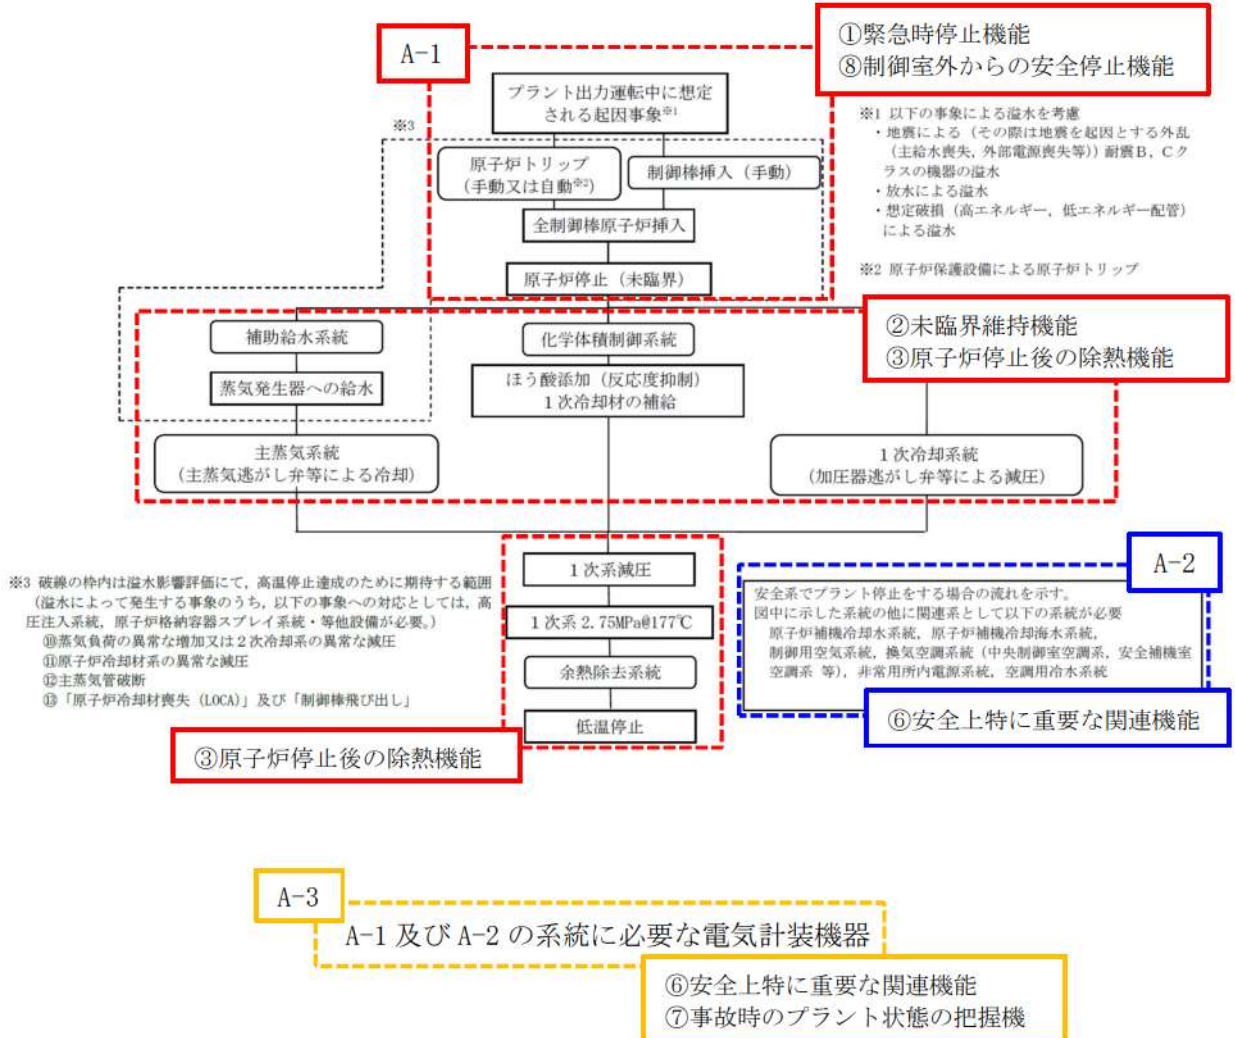 A-1
①緊急時停止機能
⑧制御室外からの安全停止機能
プラント出力運転中に想定
される起因事象※1
※3
原子炉トリップ
(手動又は自動※2)
制御棒挿入（手動）
全制御棒原子炉挿入
原子炉停止（未臨界）
※1 以下の事象による溢水を考慮
・地震による（その際は地震を起因とする外乱
（主給水喪失，外部電源喪失等））耐震Ｂ，Ｃク
ラスの機器の溢水
・放水による溢水
・想定破損（高エネルギー，低エネルギー配管）
による溢水
※2 原子炉保護設備による原子炉トリップ
②未臨界維持機能
③原子炉停止後の除熱機能
補助給水系統
蒸気発生器への給水
主蒸気系統
(主蒸気逃がし弁等による冷却)
化学体積制御系統
ほう酸添加（反応度抑制）
１次冷却材の補給
１次冷却系統
(加圧器逃がし弁等による減圧)
１次系減圧
１次系 2.75MPa@177℃
余熱除去系統
低温停止
③原子炉停止後の除熱機能
※3 破線の枠内は溢水影響評価にて，高温停止達成のために期待する範囲
（溢水によって発生する事象のうち，以下の事象への対応としては，高
圧注入系統，原子炉格納容器スプレイ系統・等他設備が必要。）
⑩蒸気負荷の異常な増加又は２次冷却系の異常な減圧
⑪原子炉冷却材系の異常な減圧
⑫主蒸気管破断
⑬「原子炉冷却材喪失（LOCA)」及び「制御棒飛び出し」
A-2
安全系でプラント停止をする場合の流れを示す。
図中に示した系統の他に関連系として以下の系統が必要
原子炉補機冷却水系統，原子炉補機冷却海水系統，
制御用空気系統，換気空調系統（中央制御室空調系，安全補機室
空調系 等），非常用所内電源系統，空調用冷水系統
⑥安全上特に重要な関連機能
A-3
A-1 及び A-2 の系統に必要な電気計装機器
⑥安全上特に重要な関連機能
⑦事故時のプラント状態の把握機